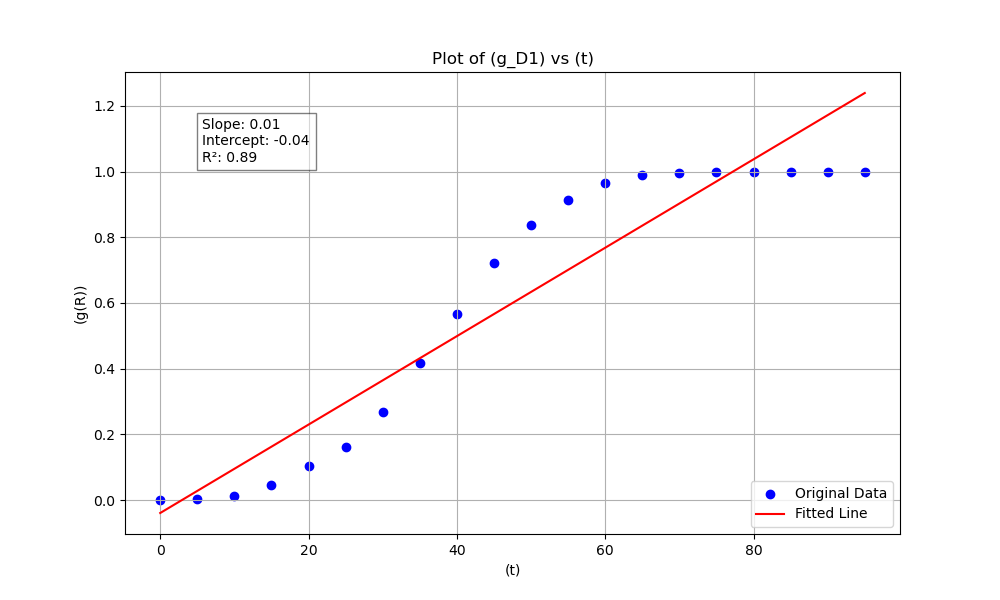 Plot of (g_D1) vs (t)
(g(R))
1.2
1.0
0.8
0.6
0.4
0.2
0.0
Slope: 0.01
Intercept: -0.04
R²: 0.89
Original Data
Fitted Line
0 20 40 60 80
(t)